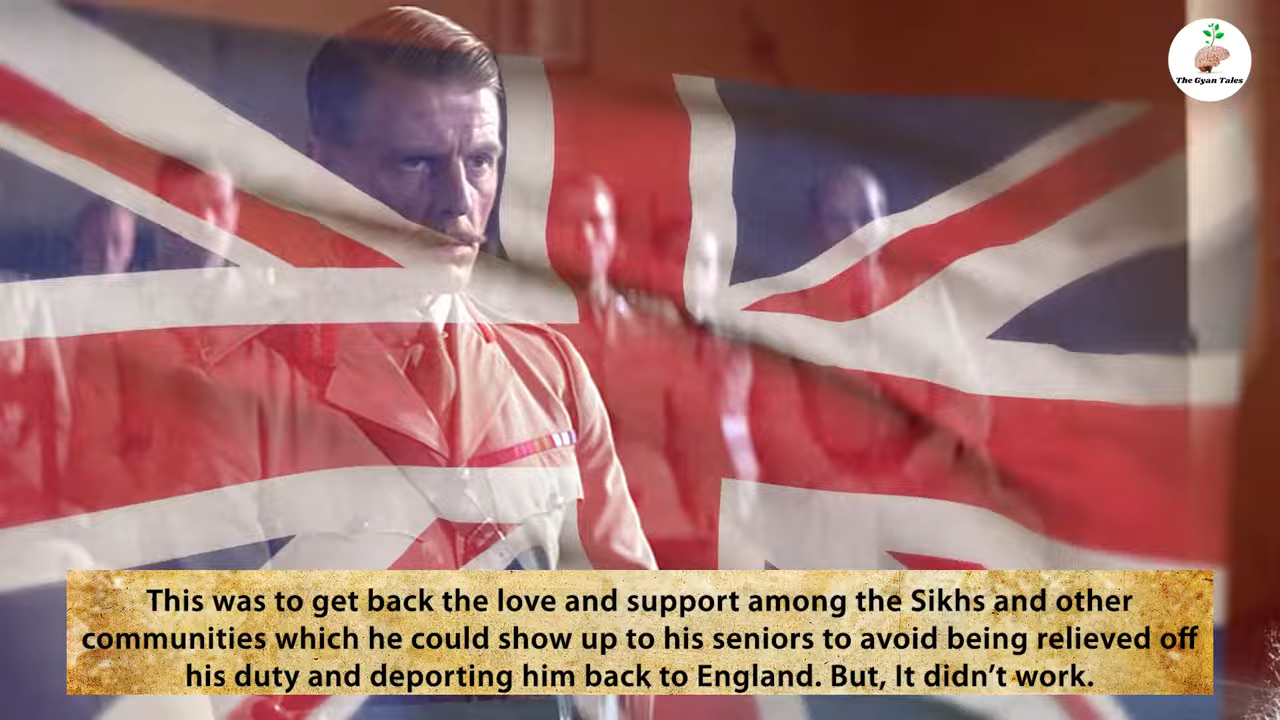 The Gyan Tales
This was to get back the love and support among the Sikhs and other
communities which he could show up to his seniors to avoid being relieved off
his duty and deporting him back to England. But, It didn’t work.